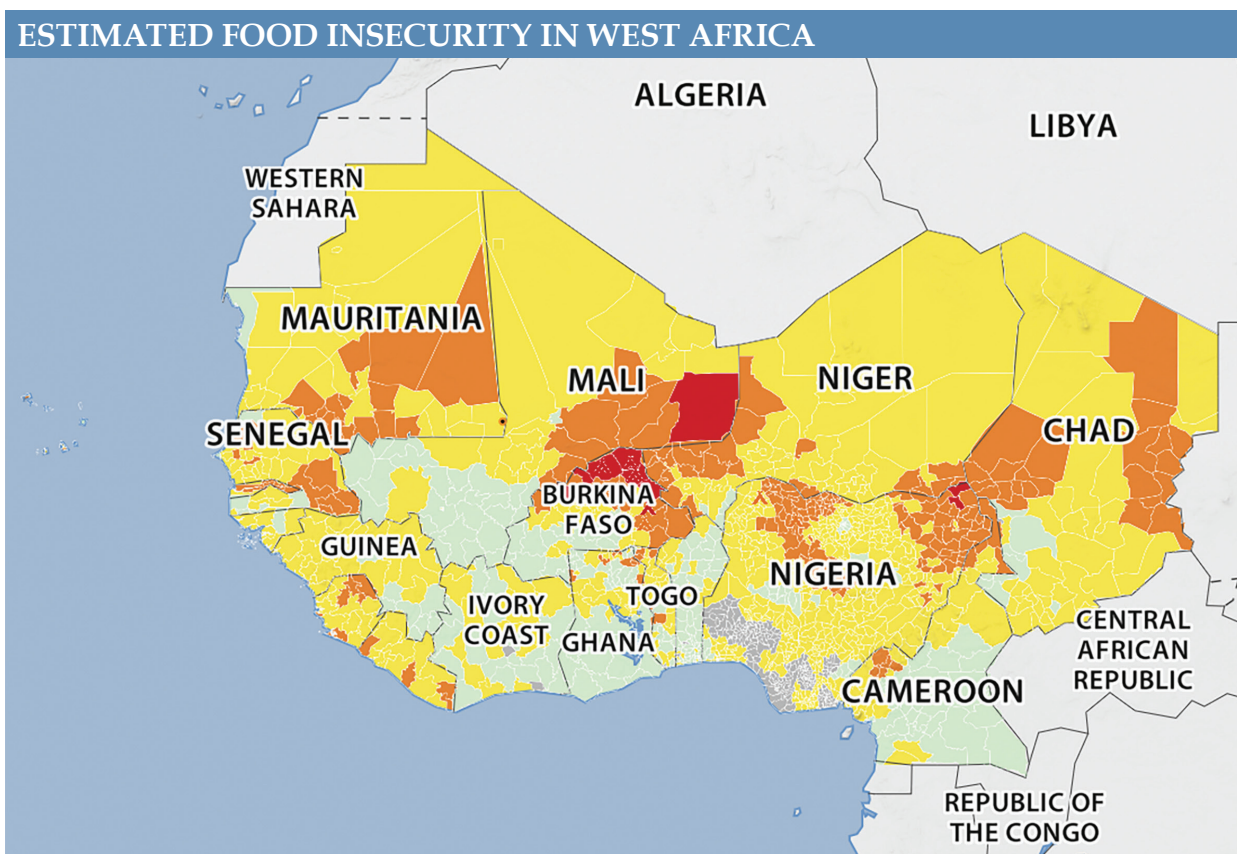 ESTIMATED FOOD INSECURITY IN WEST AFRICA
ALGERIA
LIBYA
WESTERN
SAHARA
MAURITANIA
MALI
NIGER
CHAD
SENEGAL
BURKINA
FASO
GUINEA
NIGERIA
IVORY
COAST
TOGO
GHANA
CENTRAL
AFRICAN
REPUBLIC
CAMEROON
REPUBLIC OF
THE CONGO